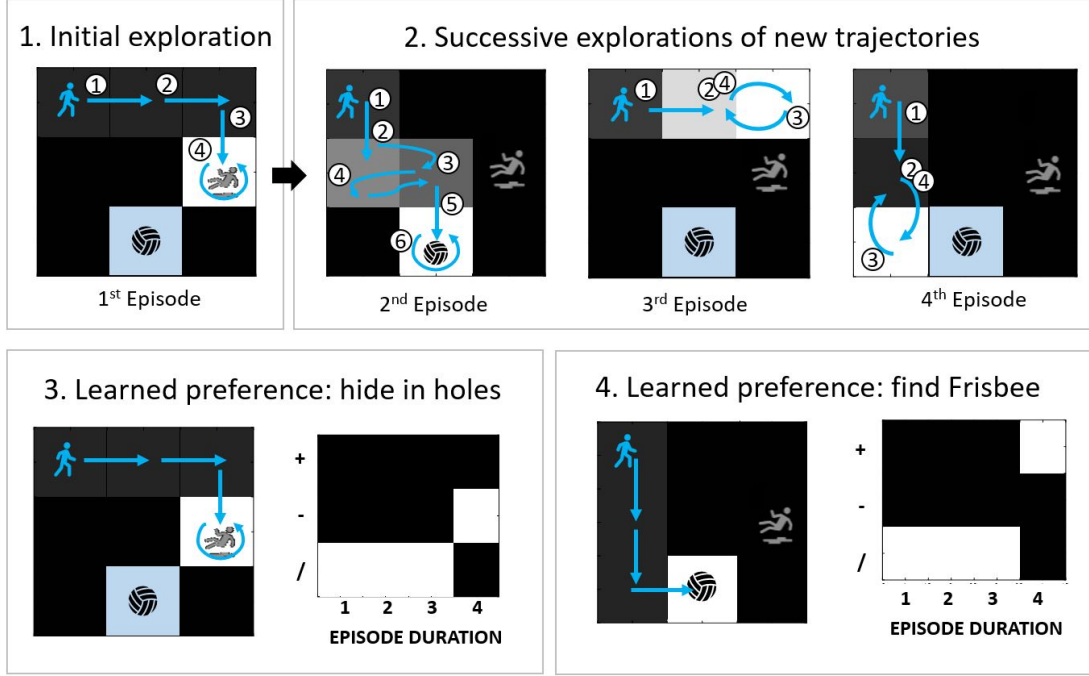 1. Initial exploration
2. Successive explorations of new trajectories
1
2
3
4
1st Episode
1
2
3
4
5
6
2nd Episode
1
2
4
3
3rd Episode
1
2
4
3
4th Episode
3. Learned preference: hide in holes
+
-
/
1 2 3 4
EPISODE DURATION
4. Learned preference: find Frisbee
+
-
/
1 2 3 4
EPISODE DURATION